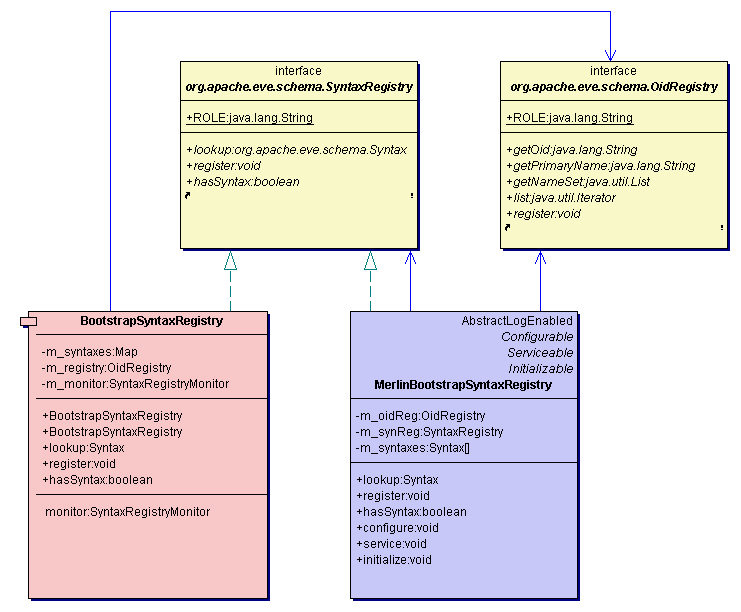 interface
org.apache.eve.schema.SyntaxRegistry
+ROLE:java.lang.String
+lookup:org.apache.eve.schema.Syntax
+register:void
+hasSyntax:boolean
interface
org.apache.eve.schema.OidRegistry
+ROLE:java.lang.String
+getOid:java.lang.String
+getPrimaryName:java.lang.String
+getNameSet:java.util.List
+list:java.util.Iterator
+register:void
BootstrapSyntaxRegistry
-m_syntaxes:Map
-m_registry:OidRegistry
-m_monitor:SyntaxRegistryMonitor
+BootstrapSyntaxRegistry
+BootstrapSyntaxRegistry
+lookup:Syntax
+register:void
+hasSyntax:boolean
monitor:SyntaxRegistryMonitor
AbstractLogEnabled
Configurable
Serviceable
Initializable
MerlinBootstrapSyntaxRegistry
-m_oidReg:OidRegistry
-m_synReg:SyntaxRegistry
-m_syntaxes:Syntax[]
+lookup:Syntax
+register:void
+hasSyntax:boolean
+configure:void
+service:void
+initialize:void